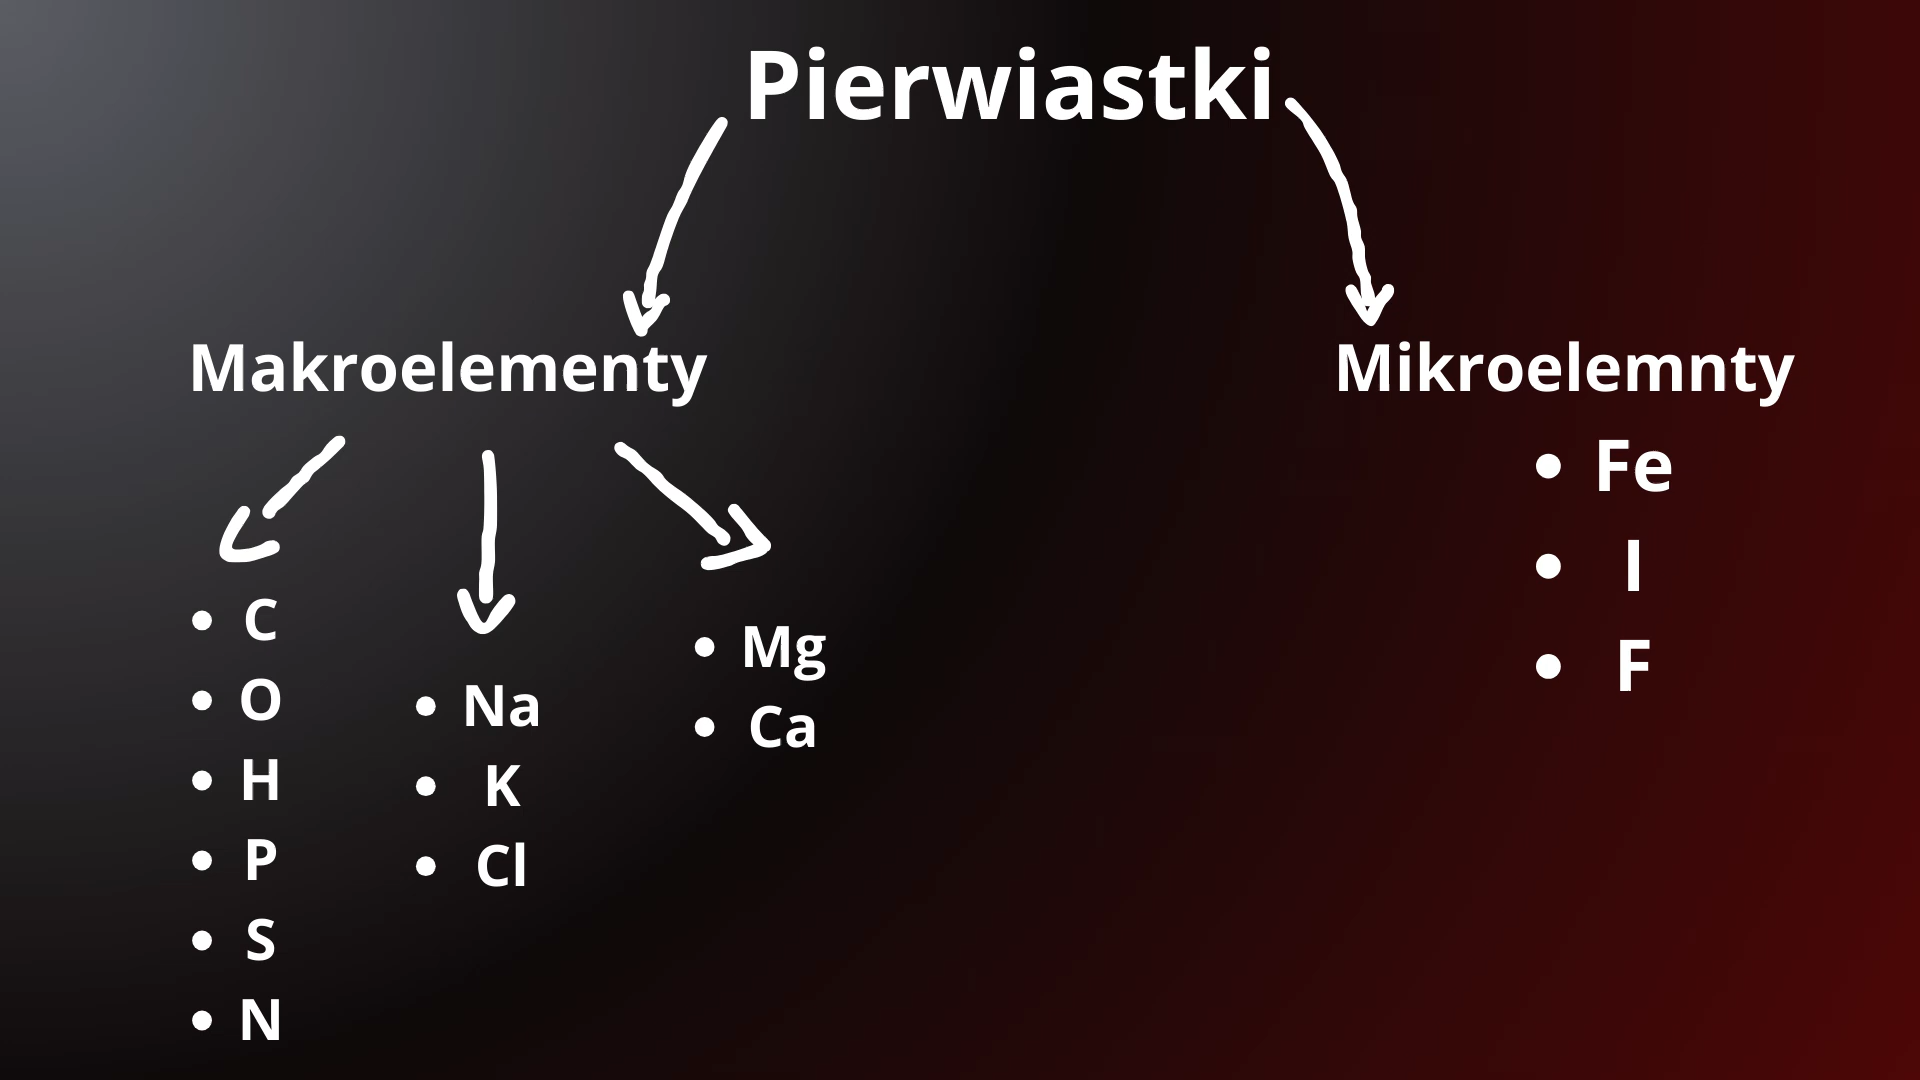 Pierwiastki
Makroelementy
Mikroelemnty
• C
• O
• H
• P
• S
• N
• Na
• K
• Cl
• Mg
• Ca
• Fe
• I
• F